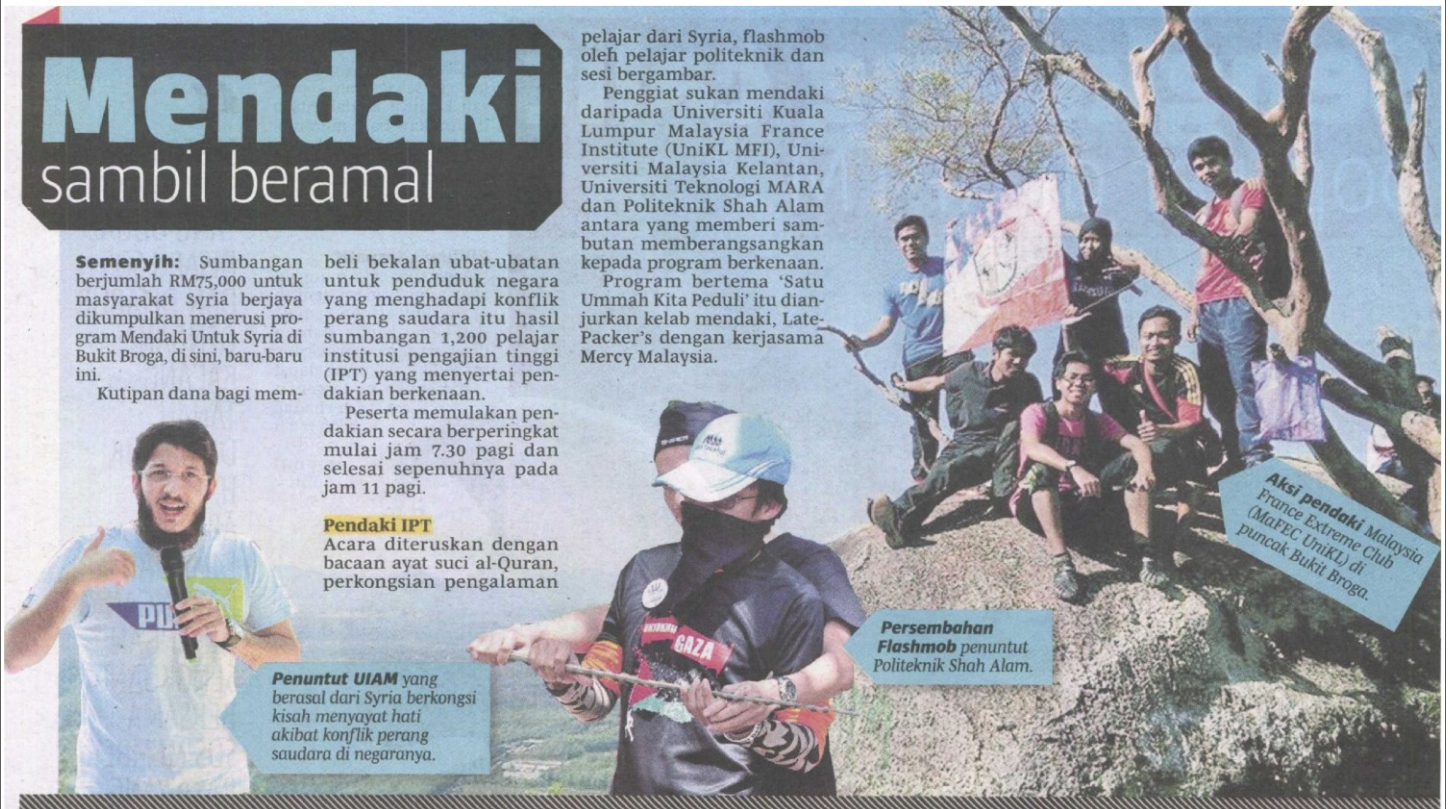 Mendaki
sambil beramal
Semenyih: Sumbangan
berjumlah RM75,000 untuk
masyarakat Syria berjaya
dikumpulkan menerusi pro-
gram Mendaki Untuk Syria di
Bukit Broga, di sini, baru-baru
ini.
Kutipan dana bagi mem-
beli bekalan ubat-ubatan
untuk penduduk negara
yang menghadapi konflik
perang saudara itu hasil
sumbangan 1,200 pelajar
institusi pengajian tinggi
(IPT) yang menyertai pen-
dakian berkenaan.
Peserta memulakan pen-
dakian secara berperingkat
mulai jam 7.30 pagi dan
selesai sepenuhnya pada
jam 11 pagi.
Pendaki IPT
Acara diteruskan dengan
bacaan ayat suci al-Quran,
perkongsian pengalaman
pelajar dari Syria, flashmob
oleh pelajar politeknik dan
sesi bergambar.
Penggiat sukan mendaki
daripada Universiti Kuala
Lumpur Malaysia France
Institute (UniKL MFI), Uni-
versiti Malaysia Kelantan,
Universiti Teknologi MARA
dan Politeknik Shah Alam
antara yang memberi sam-
butan memberangsangkan
kepada program berkenaan.
Program bertema ‘Satu
Ummah Kita Peduli’ itu dian-
jurkan kelab mendaki, Late-
Packer’s dengan kerjasama
Mercy Malaysia.
Penuntut UIAM yang
berasal dari Syria berkongsi
kisah menyayat hati
akibat konflik perang
saudara di negaranya.
GAZA
Persembahan
Flashmob penuntut
Politeknik Shah Alam.
Aksi pendaki Malaysia
France Extreme Club
(MaFEC UniKL) di
puncak Bukit Broga.